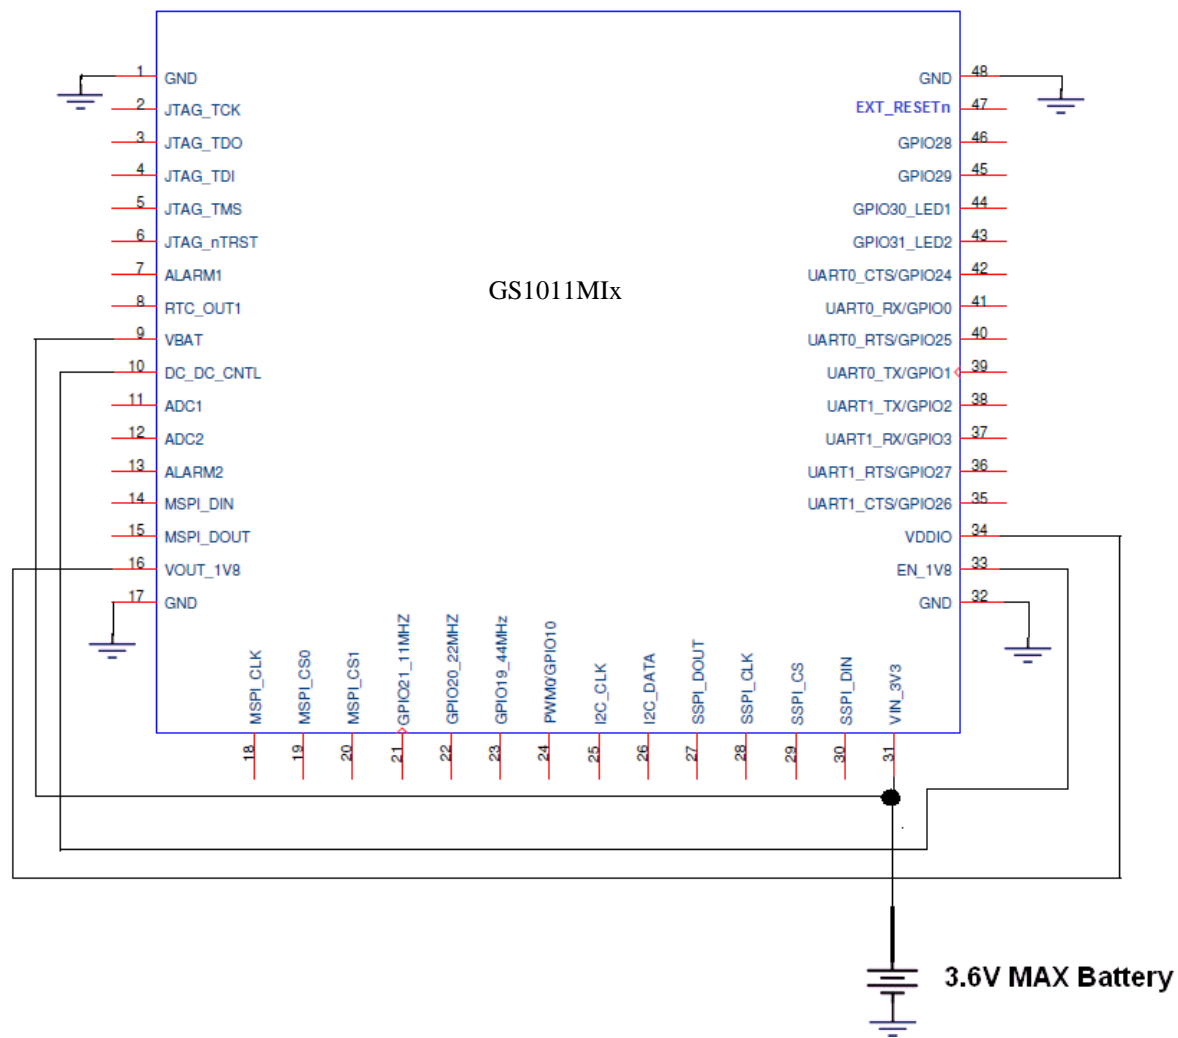 1 GND
2 JTAG_TCK
3 JTAG_TDO
4 JTAG_TDI
5 JTAG_TMS
6 JTAG_nTRST
7 ALARM1
8 RTC_OUT1
9 VBAT
10 DC_DC_CNTL
11 ADC1
12 ADC2
13 ALARM2
14 MSPI_DIN
15 MSPI_DOUT
16 VOUT_1V8
17 GND
GS1011MIx
GND 48
EXT_RESETn 47
GPIO28 46
GPIO29 45
GPIO30_LED1 44
GPIO31_LED2 43
UART0_CTS/GPIO24 42
UART0_RX/GPIO0 41
UART0_RTS/GPIO25 40
UART0_TX/GPIO1 39
UART1_TX/GPIO2 38
UART1_RX/GPIO3 37
UART1_RTS/GPIO27 36
UART1_CTS/GPIO26 35
VDDIO 34
EN_1V8 33
GND 32
MSPI_CLK 18
MSPI_CS0 19
MSPI_CS1 20
GPIO21_11MHZ 21
GPIO20_22MHZ 22
GPIO19_44MHz 23
PWM0/GPIO10 24
I2C_CLK 25
I2C_DATA 26
SSPI_DOUT 27
SSPI_CLK 28
SSPI_CS 29
SSPI_DIN 30
VIN_3V3 31
3.6V MAX Battery